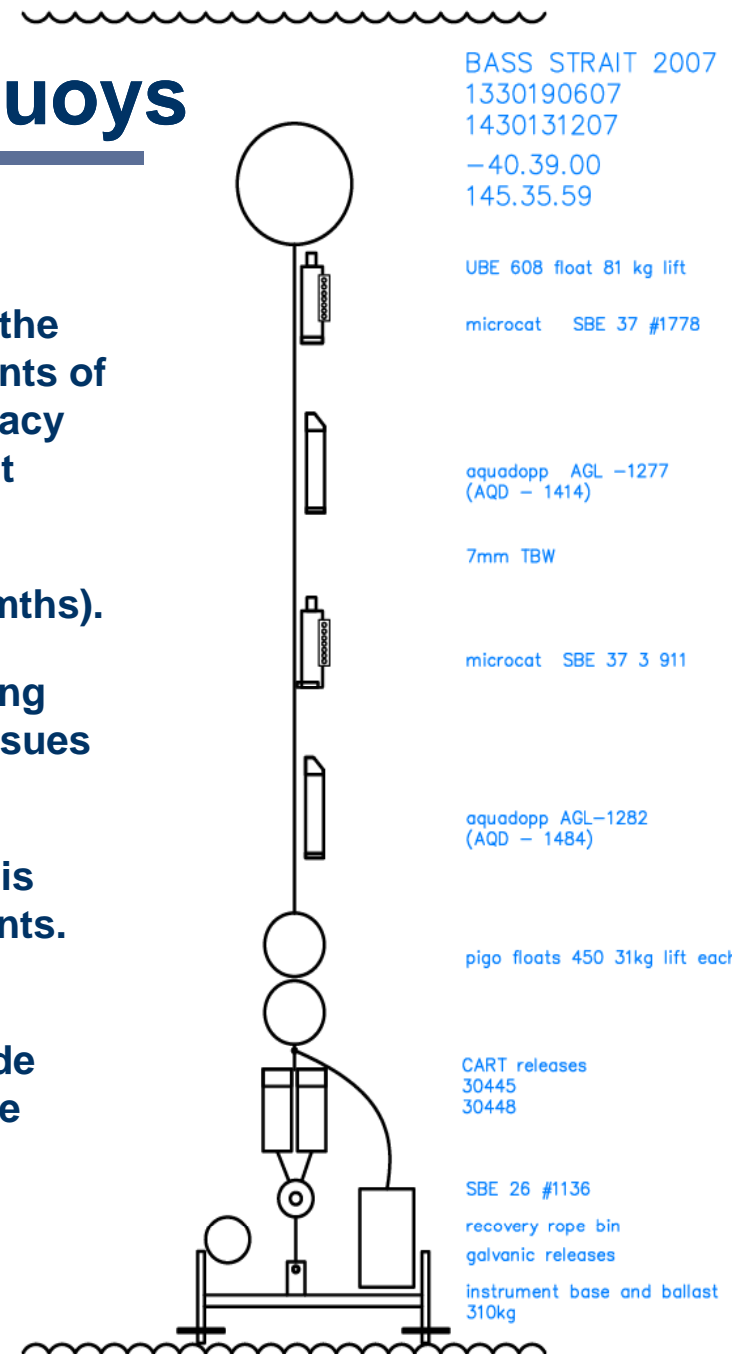 uoys
the
nts of
acy
t
mths).
ng
sues
is
nts.
de
e
BASS STRAIT 2007
1330190607
1430131207
−40.39.00
145.35.59
UBE 608 float 81 kg lift
microcat SBE 37 #1778
aquadopp AGL −1277
(AQD − 1414)
7mm TBW
microcat SBE 37 3 911
aquadopp AGL−1282
(AQD − 1484)
pigo floats 450 31kg lift each
CART releases
30445
30448
SBE 26 #1136
recovery rope bin
galvanic releases
instrument base and ballast
310kg